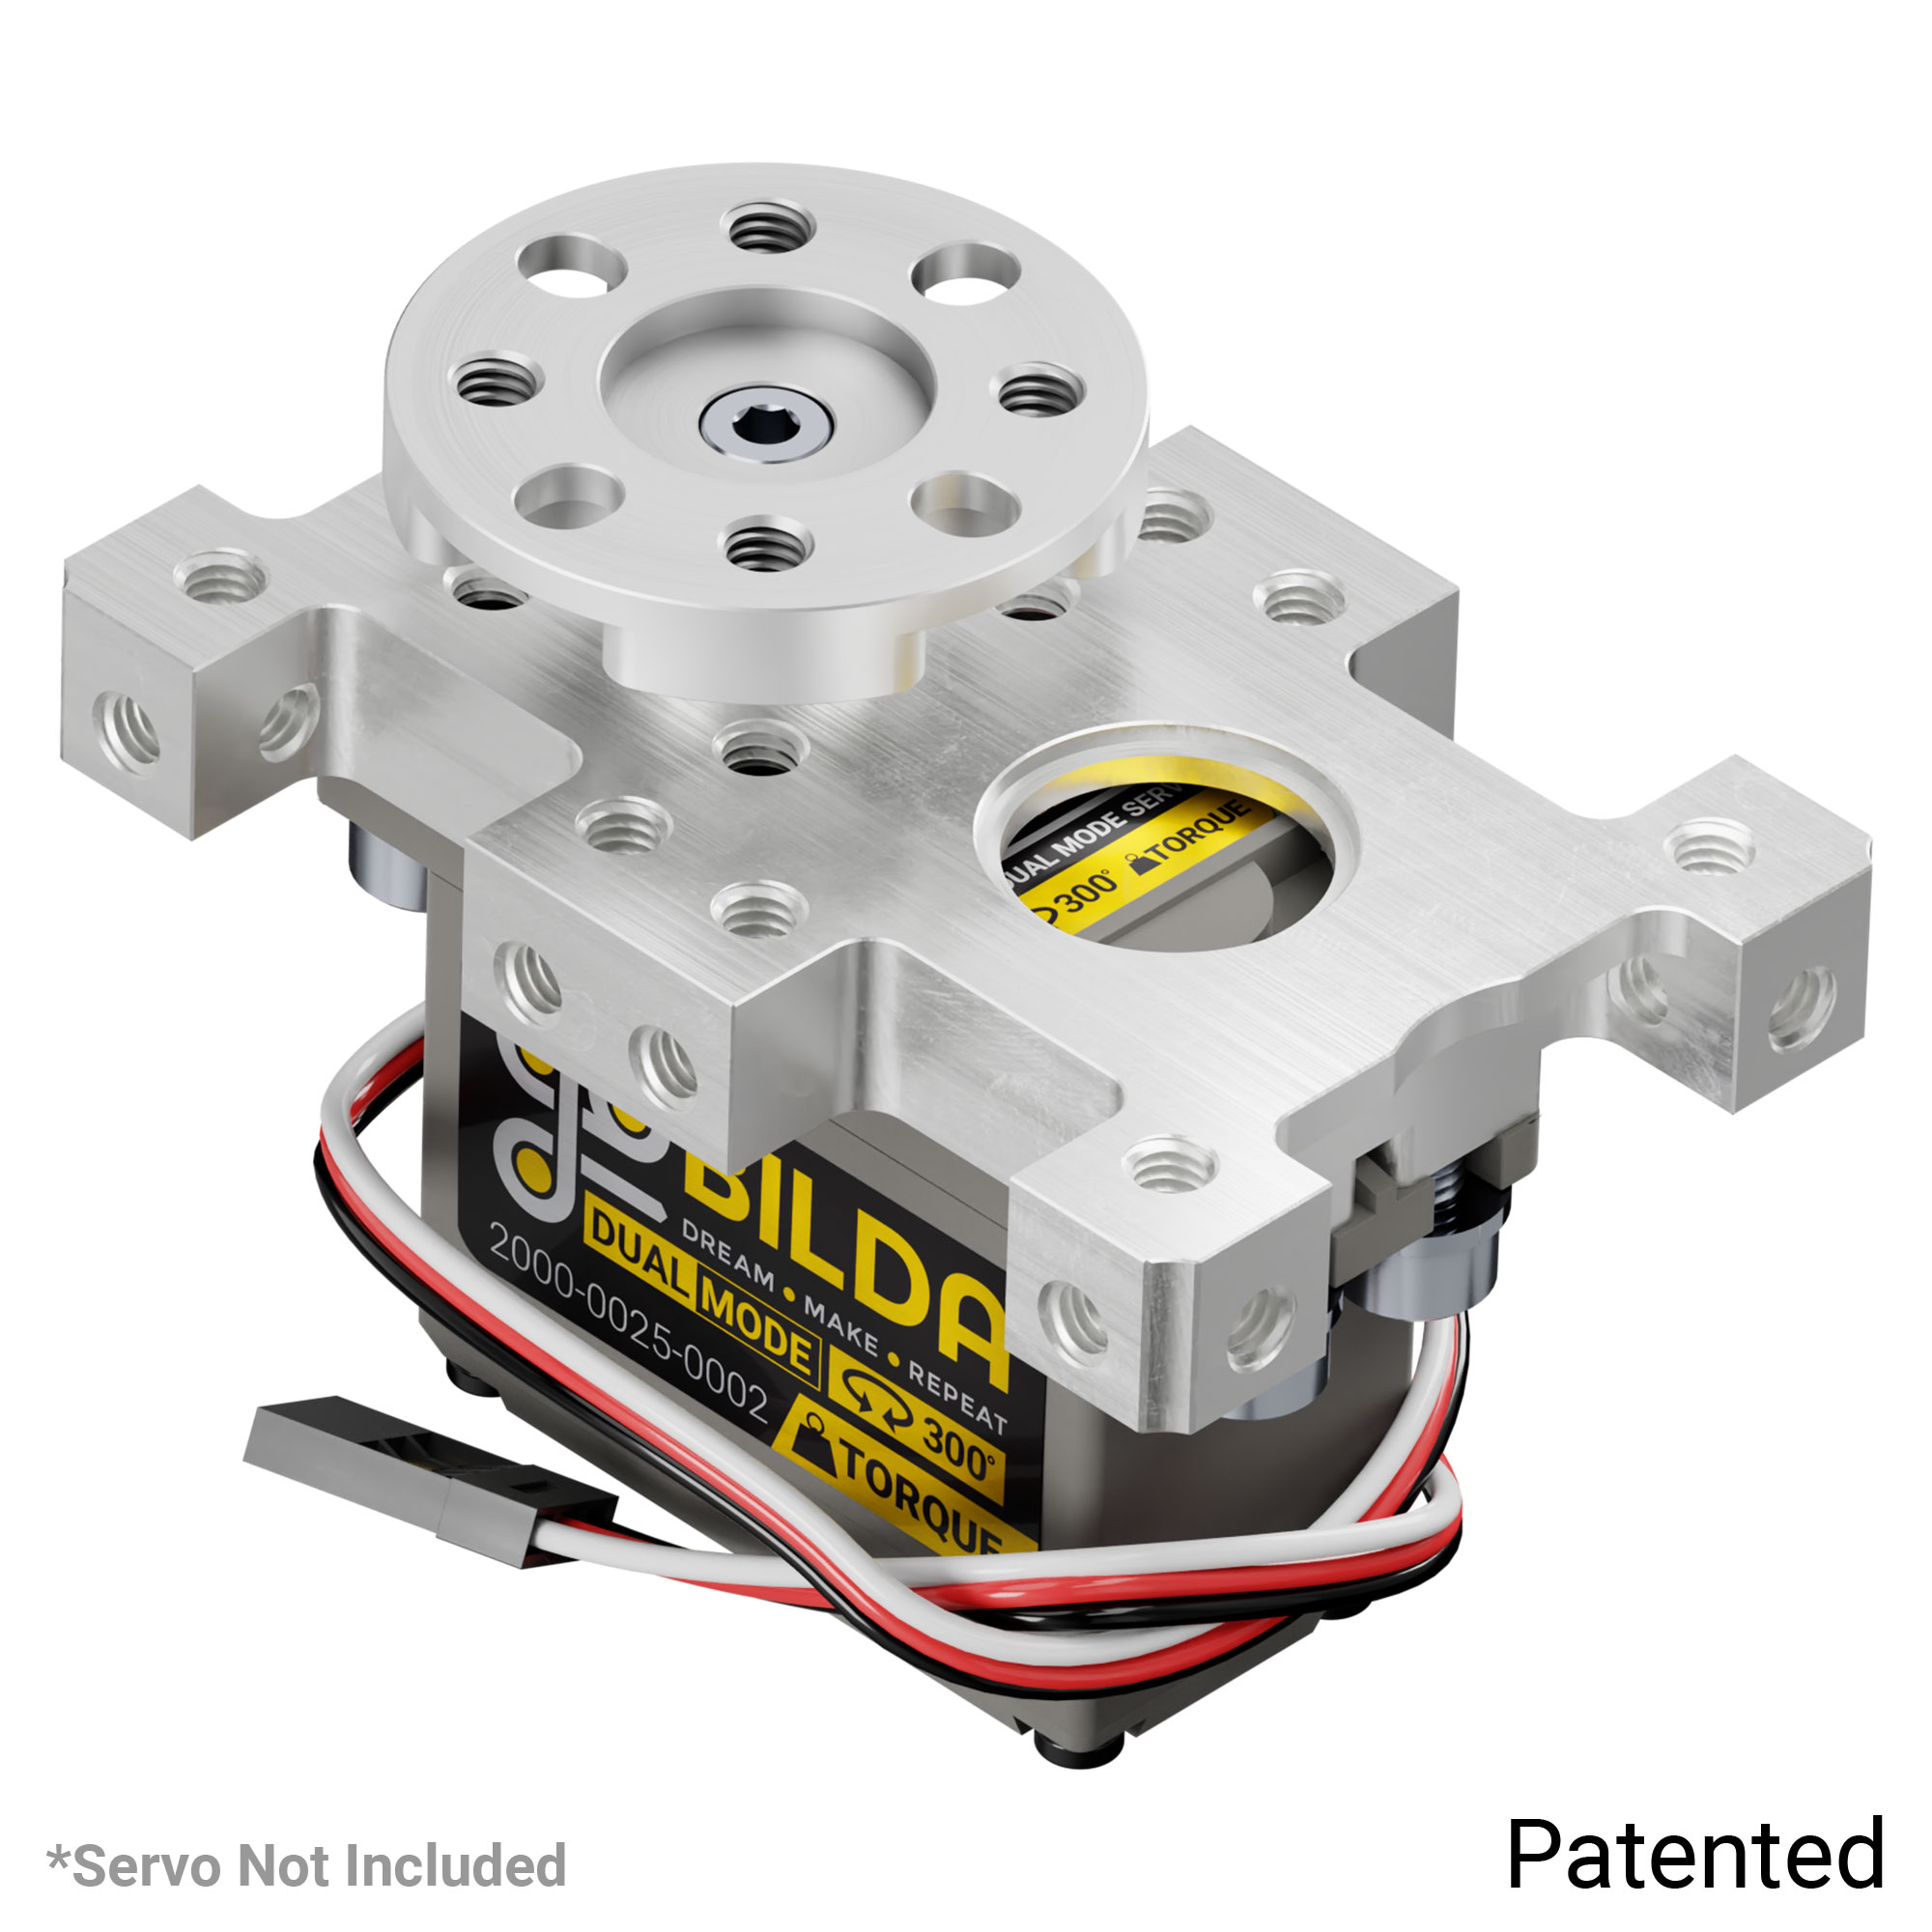 DUAL MODE SERV
300° TORQUE
BILDA
DREAM • MAKE • REPEAT
DUAL MODE
300°
2000-0025-0002
TORQUE
*Servo Not Included
Patented